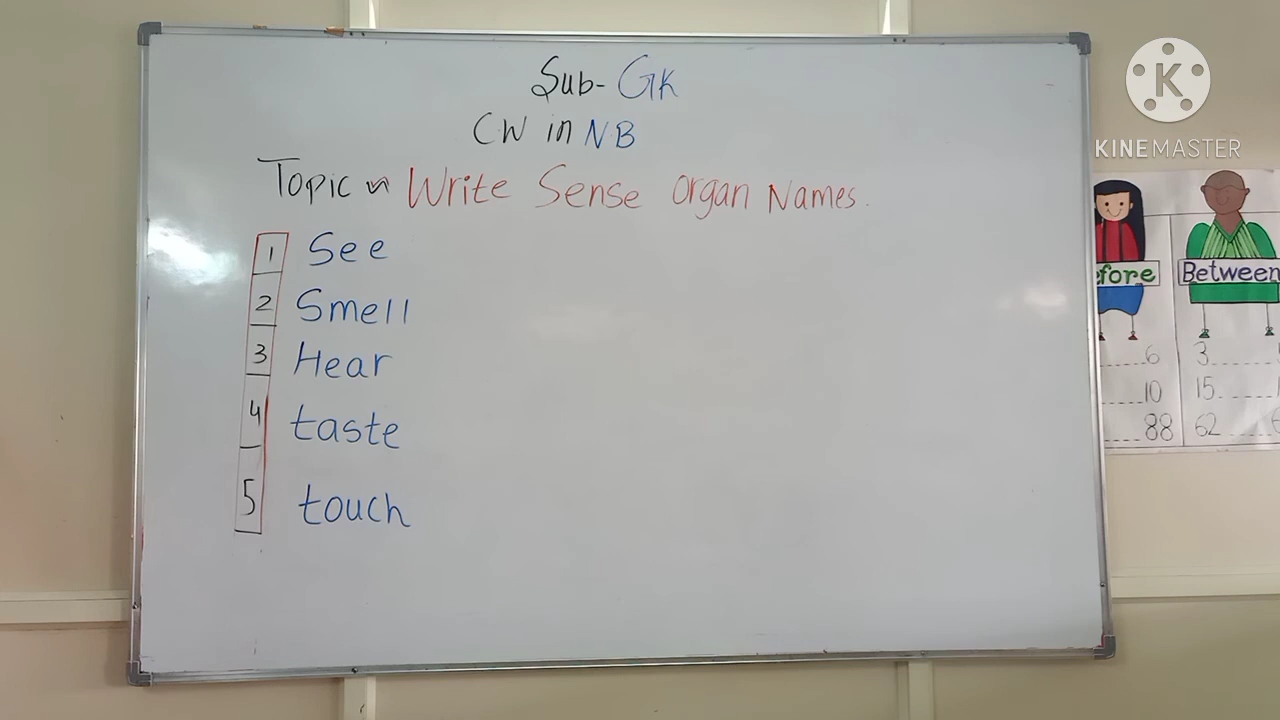 Sub- GK
CW in NB
Topic Write Sense Organ Names.
1 See
2 Smell
3 Hear
4 taste
5 touch
K
KINEMASTER
efore Between
6 3
10 15
88 62